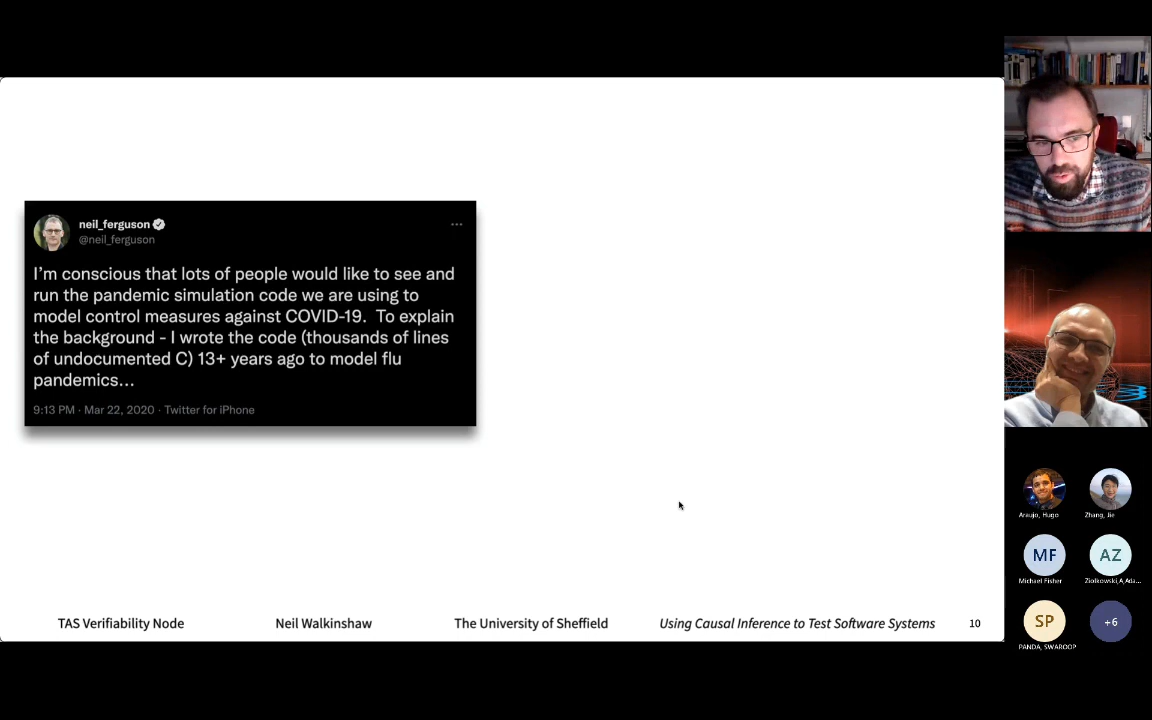 neil_ferguson
@neil_ferguson
I'm conscious that lots of people would like to see and
run the pandemic simulation code we are using to
model control measures against COVID-19.  To explain
the background - I wrote the code (thousands of lines
of undocumented C) 13+ years ago to model flu
pandemics…
9:13 PM · Mar 22, 2020 · Twitter for iPhone
TAS Verifiability Node
Neil Walkinshaw
The University of Sheffield
Using Causal Inference to Test Software Systems
10
Araujo, Hugo
Zhang, Jie
MF
AZ
Michael Fisher
Ziolkowski,A,Ada...
SP
+6
PANDA, SWAROOP